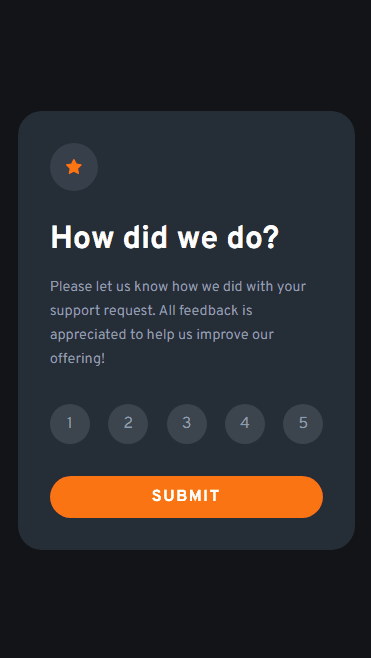 How did we do?
Please let us know how we did with your
support request. All feedback is
appreciated to help us improve our
offering!
1 2 3 4 5
SUBMIT